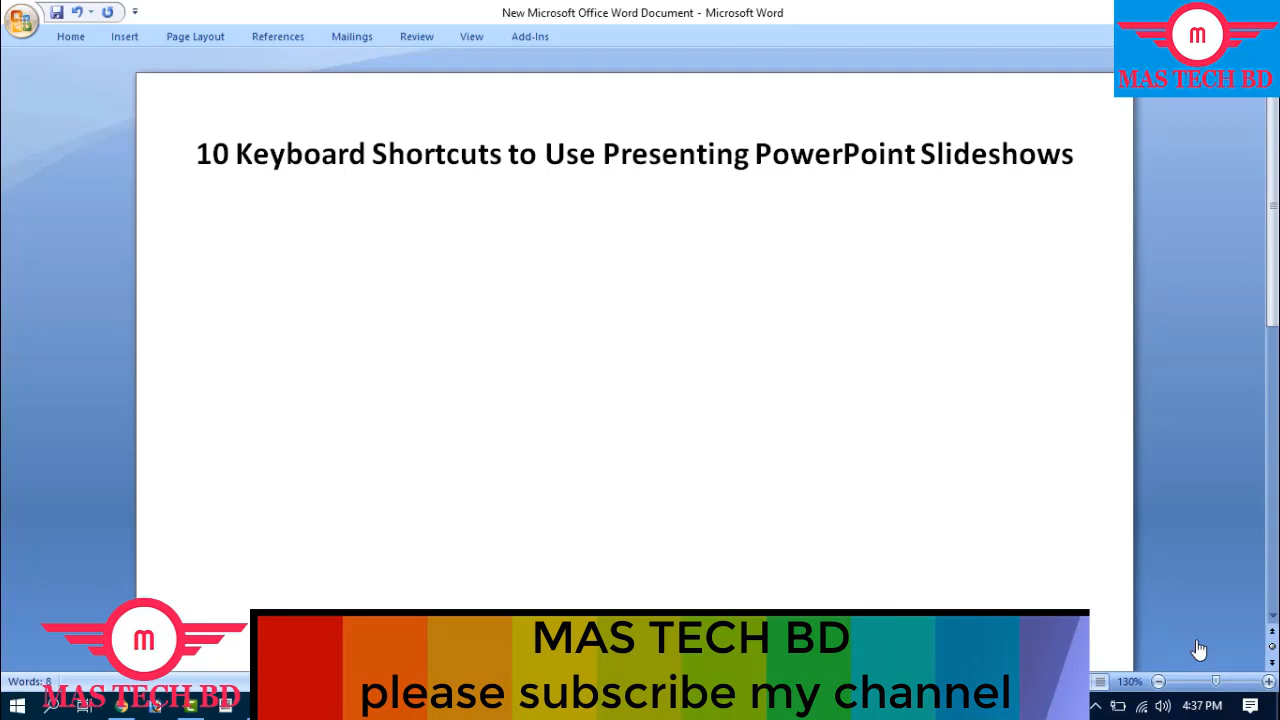 New Microsoft Office Word Document - Microsoft Word
Home Insert Page Layout References Mailings Review View Add-Ins
M
MAS TECH BD
10 Keyboard Shortcuts to Use Presenting PowerPoint Slideshows
m
MAS TECH BD
MAS TECH BD
please subscribe my channel
Words: 8
130%
4:37 PM